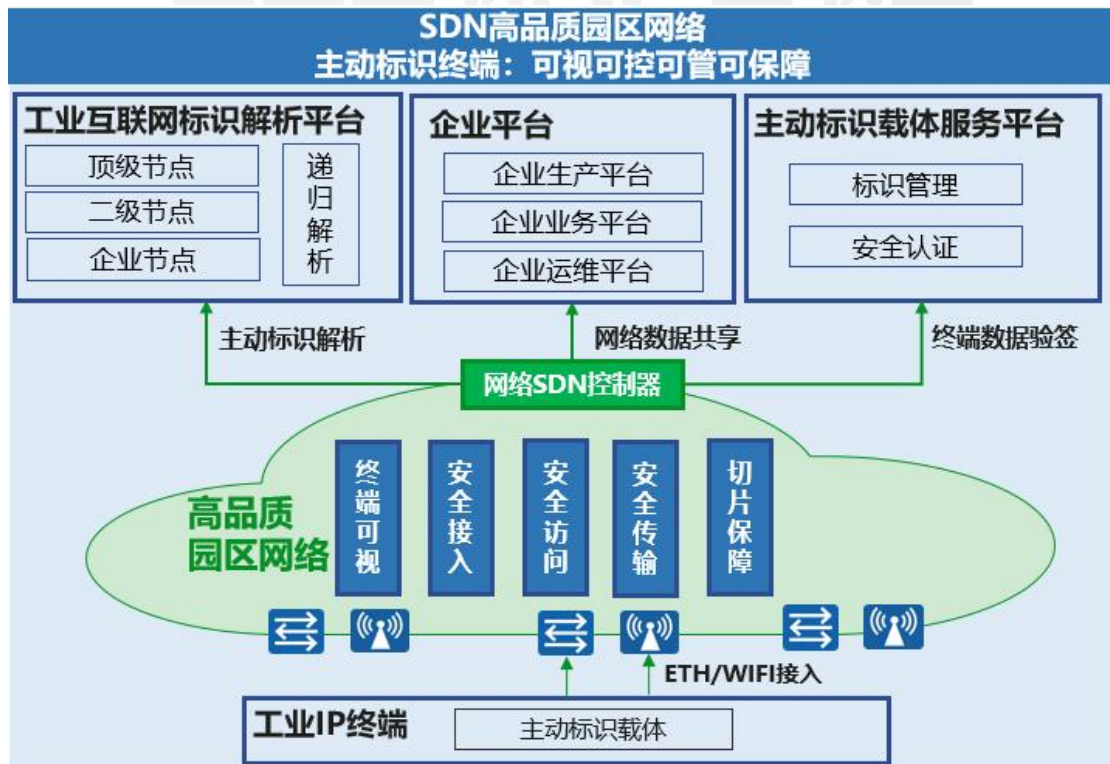 SDN高品质园区网络
主动标识终端：可视可控可管可保障
工业互联网标识解析平台
顶级节点
二级节点
企业节点
递归解析
企业平台
企业生产平台
企业业务平台
企业运维平台
主动标识载体服务平台
标识管理
安全认证
主动标识解析
网络数据共享
终端数据验签
网络SDN控制器
高品质
园区网络
终端可视
安全接入
安全访问
安全传输
切片保障
ETH/WIFI接入
工业IP终端
主动标识载体